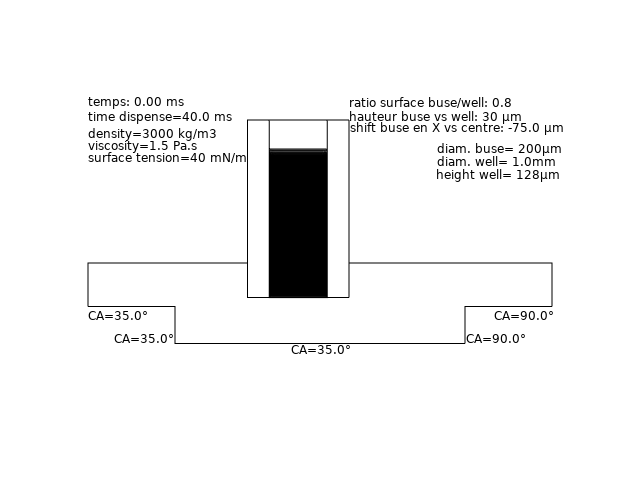 temps: 0.00 ms
time dispense=40.0 ms
density=3000 kg/m3
viscosity=1.5 Pa.s
surface tension=40 mN/m
ratio surface buse/well: 0.8
hauteur buse vs well: 30 µm
shift buse en X vs centre: -75.0 µm
diam. buse= 200µm
diam. well= 1.0mm
height well= 128µm
CA=35.0°
CA=90.0°
CA=35.0°
CA=90.0°
CA=35.0°